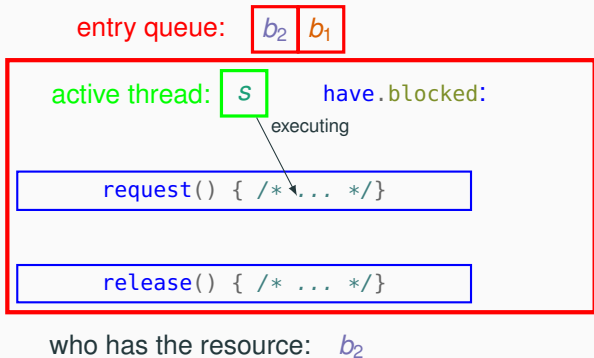 entry queue: b2 b1
active thread: s have.blocked:
executing
request() { /* ... */}
release() { /* ... */}
who has the resource: b2